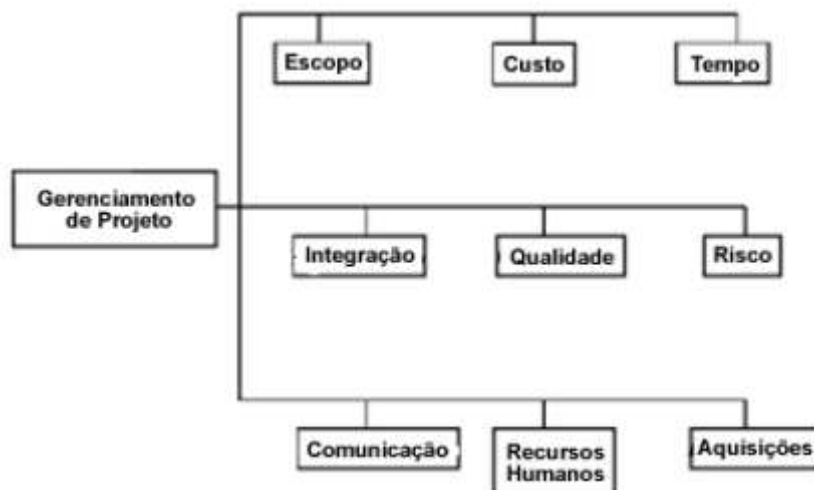 Escopo
Custo
Tempo
Gerenciamento
de Projeto
Integração
Qualidade
Risco
Comunicação
Recursos
Humanos
Aquisições